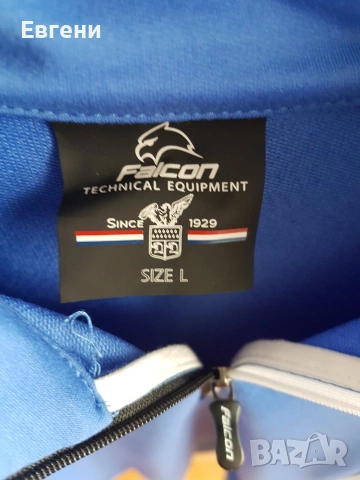 Евгени
Falcon
TECHNICAL EQUIPMENT
SINCE 1929
SIZE L
Falcon
BAZAR